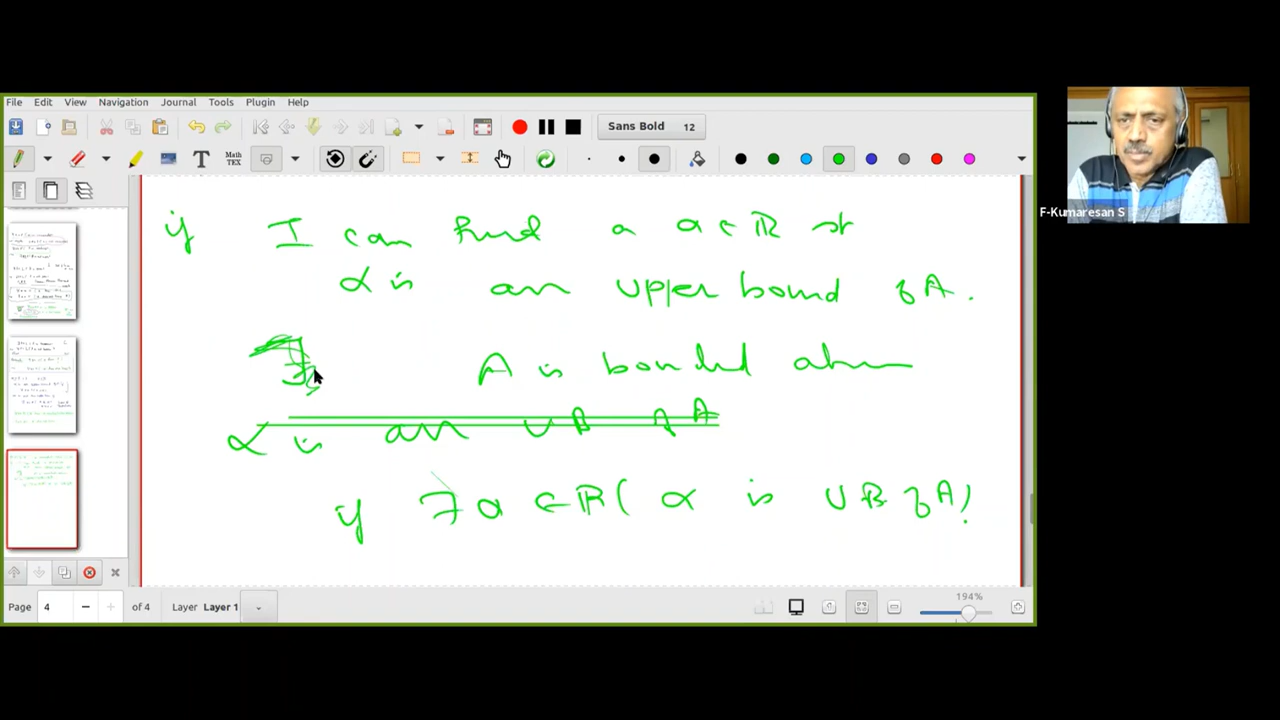 File Edit View Navigation Journal Tools Plugin Help
Sans Bold 12
F-Kumaresan S
if I can find a α ∈ ℝ st
α is an upper bound of A.
∃ A is bounded above
α is an UB of A
if ∃ α ∈ ℝ ( α is UB of A )
Page 4 of 4 Layer Layer 1 194%